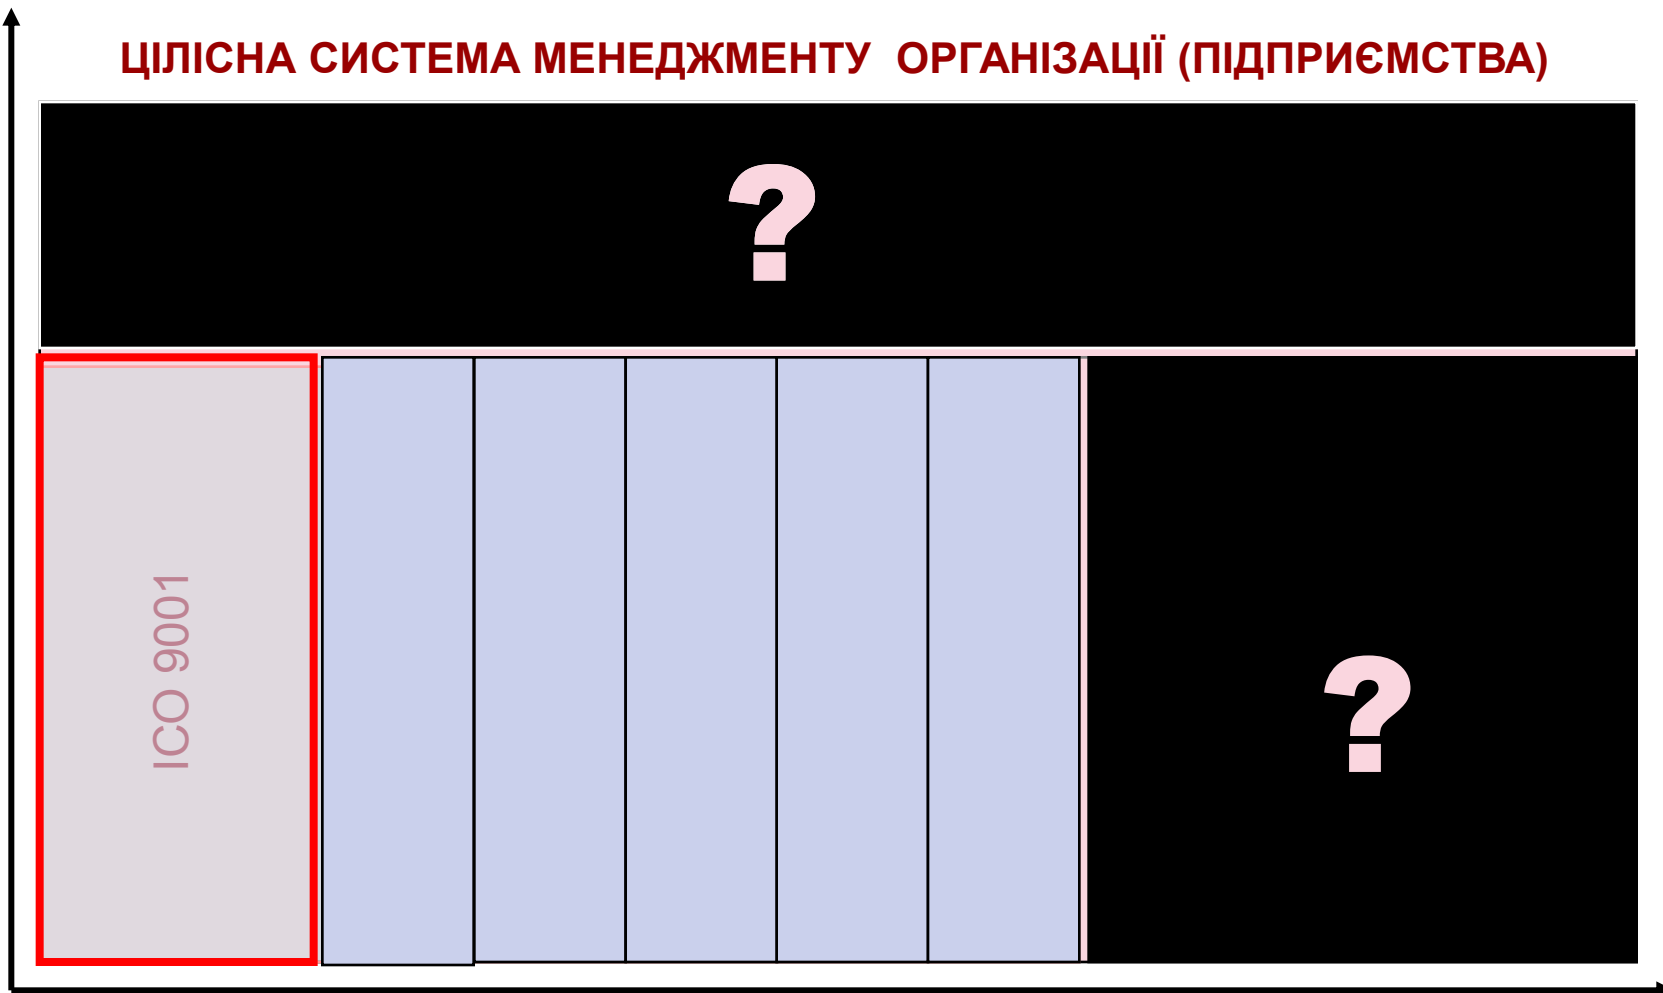 ЦІЛІСНА СИСТЕМА МЕНЕДЖМЕНТУ ОРГАНІЗАЦІЇ (ПІДПРИЄМСТВА)
?
ІСО 9001
?